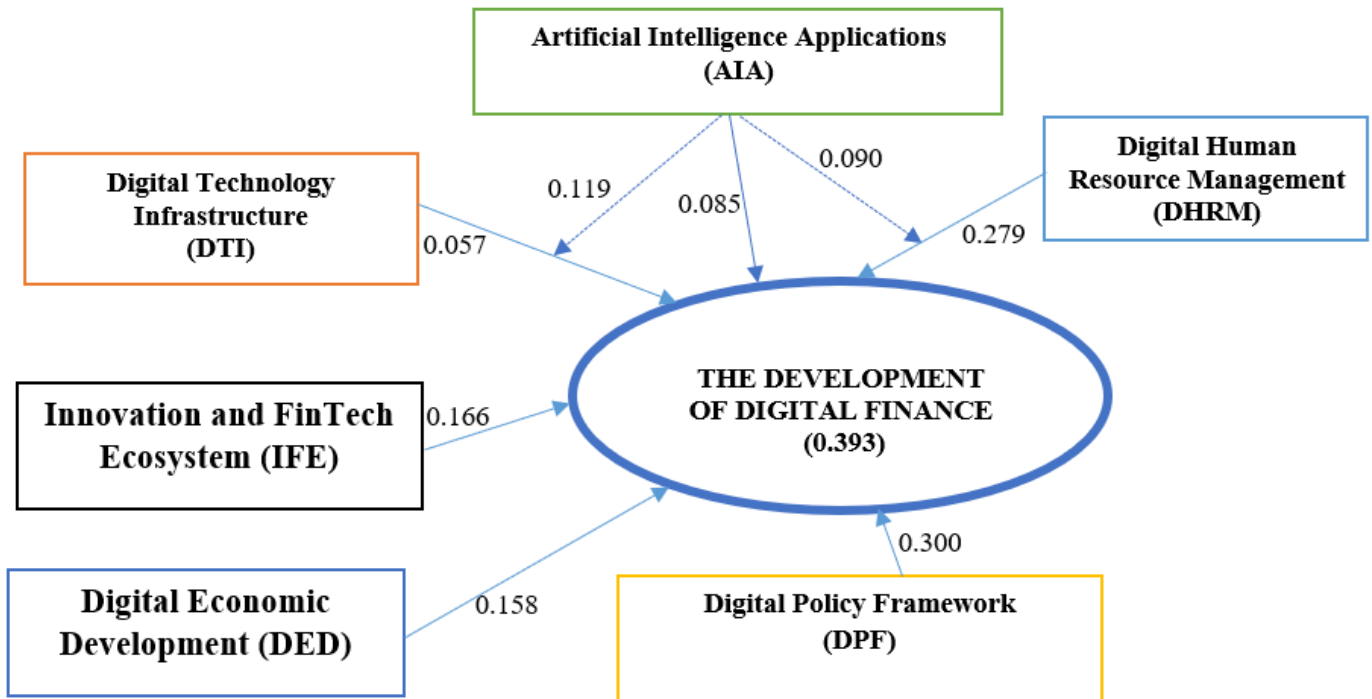 Artificial Intelligence Applications
(AIA)
Digital Technology
Infrastructure
(DTI)
Digital Human
Resource Management
(DHRM)
0.119
0.085
0.090
0.057
0.279
Innovation and FinTech
Ecosystem (IFE)
0.166
THE DEVELOPMENT
OF DIGITAL FINANCE
(0.393)
Digital Economic
Development (DED)
0.158
0.300
Digital Policy Framework
(DPF)